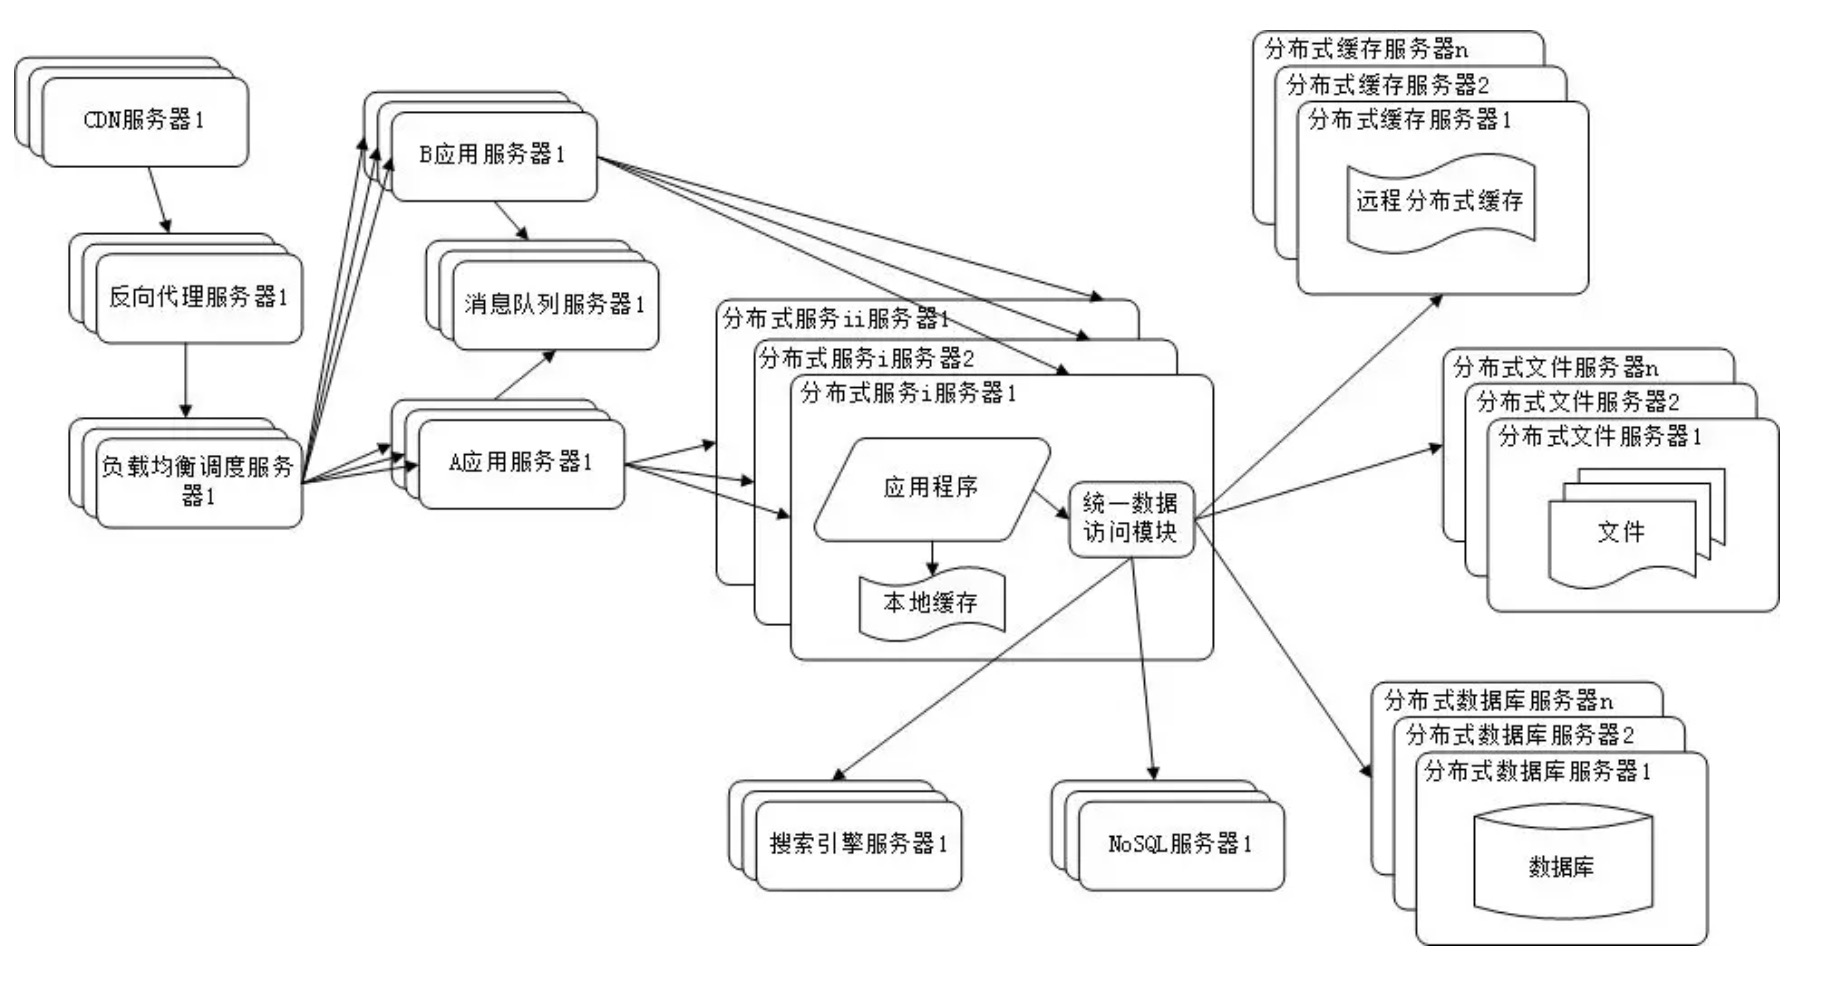 CDN服务器1
反向代理服务器1
负载均衡调度服务
器1
B应用服务器1
消息队列服务器1
A应用服务器1
分布式服务ii服务器1
分布式服务i服务器2
分布式服务i服务器1
应用程序
统一数据
访问模块
本地缓存
搜索引擎服务器1
NoSQL服务器1
分布式缓存服务器n
分布式缓存服务器2
分布式缓存服务器1
远程分布式缓存
分布式文件服务器n
分布式文件服务器2
分布式文件服务器1
文件
分布式数据库服务器n
分布式数据库服务器2
分布式数据库服务器1
数据库